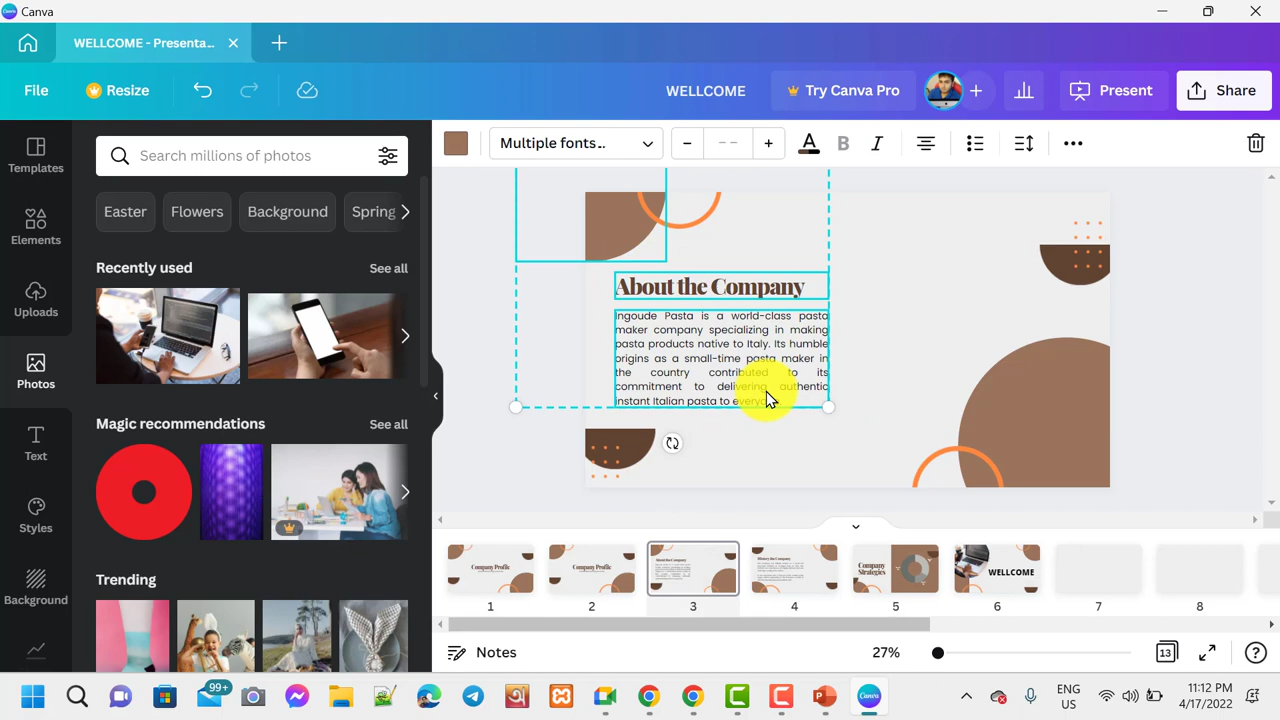 Canva
WELLCOME - Presenta...
File
Resize
WELLCOME
Try Canva Pro
Present
Share
Templates
Elements
Uploads
Photos
Text
Styles
Background
Search millions of photos
Easter
Flowers
Background
Spring
Recently used
See all
Magic recommendations
See all
Trending
Multiple fonts...
About the Company
Ingoude Pasta is a world-class pasta
maker company specializing in making
pasta products native to Italy. Its humble
origins as a small-time pasta maker in
the country contributed to its
commitment to delivering authentic
instant Italian pasta to
Company Profile
Company Profile
About the Company
History the Company
Company
Strategies
WELLCOME
1
2
3
4
5
6
7
8
Notes
27%
13
99+
ENG
US
11:12 PM
4/17/2022